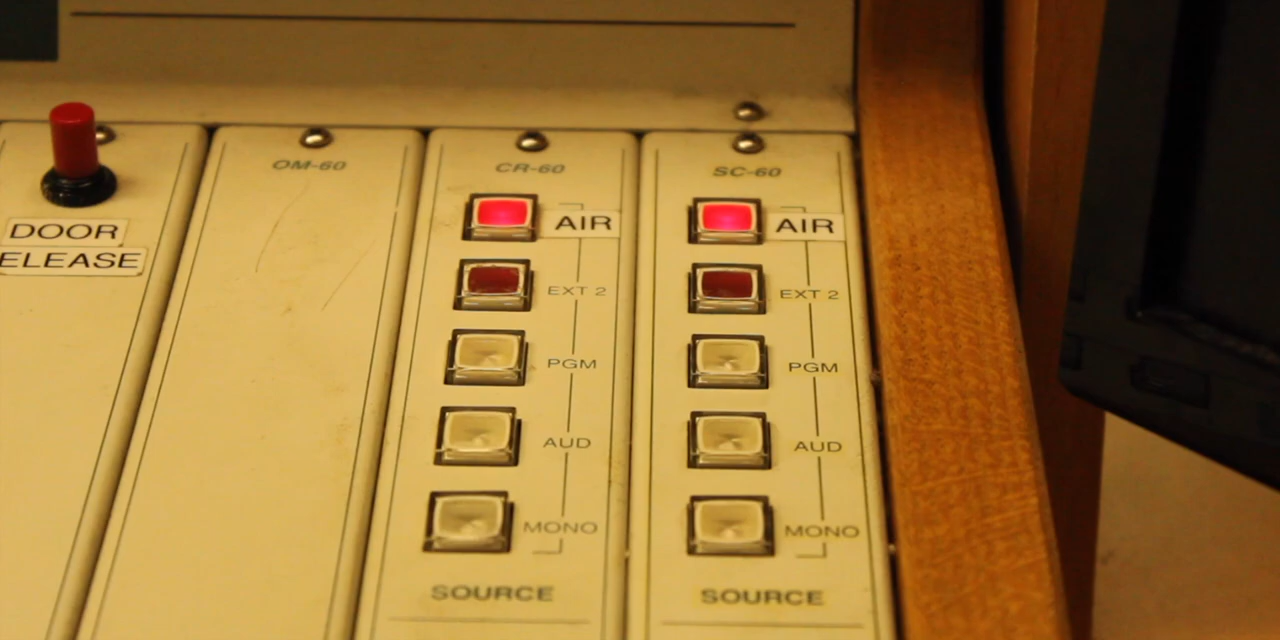 DOOR
ELEASE
OM-60
CR-60
AIR
EXT 2
PGM
AUD
MONO
SOURCE
SC-60
AIR
EXT 2
PGM
AUD
MONO
SOURCE